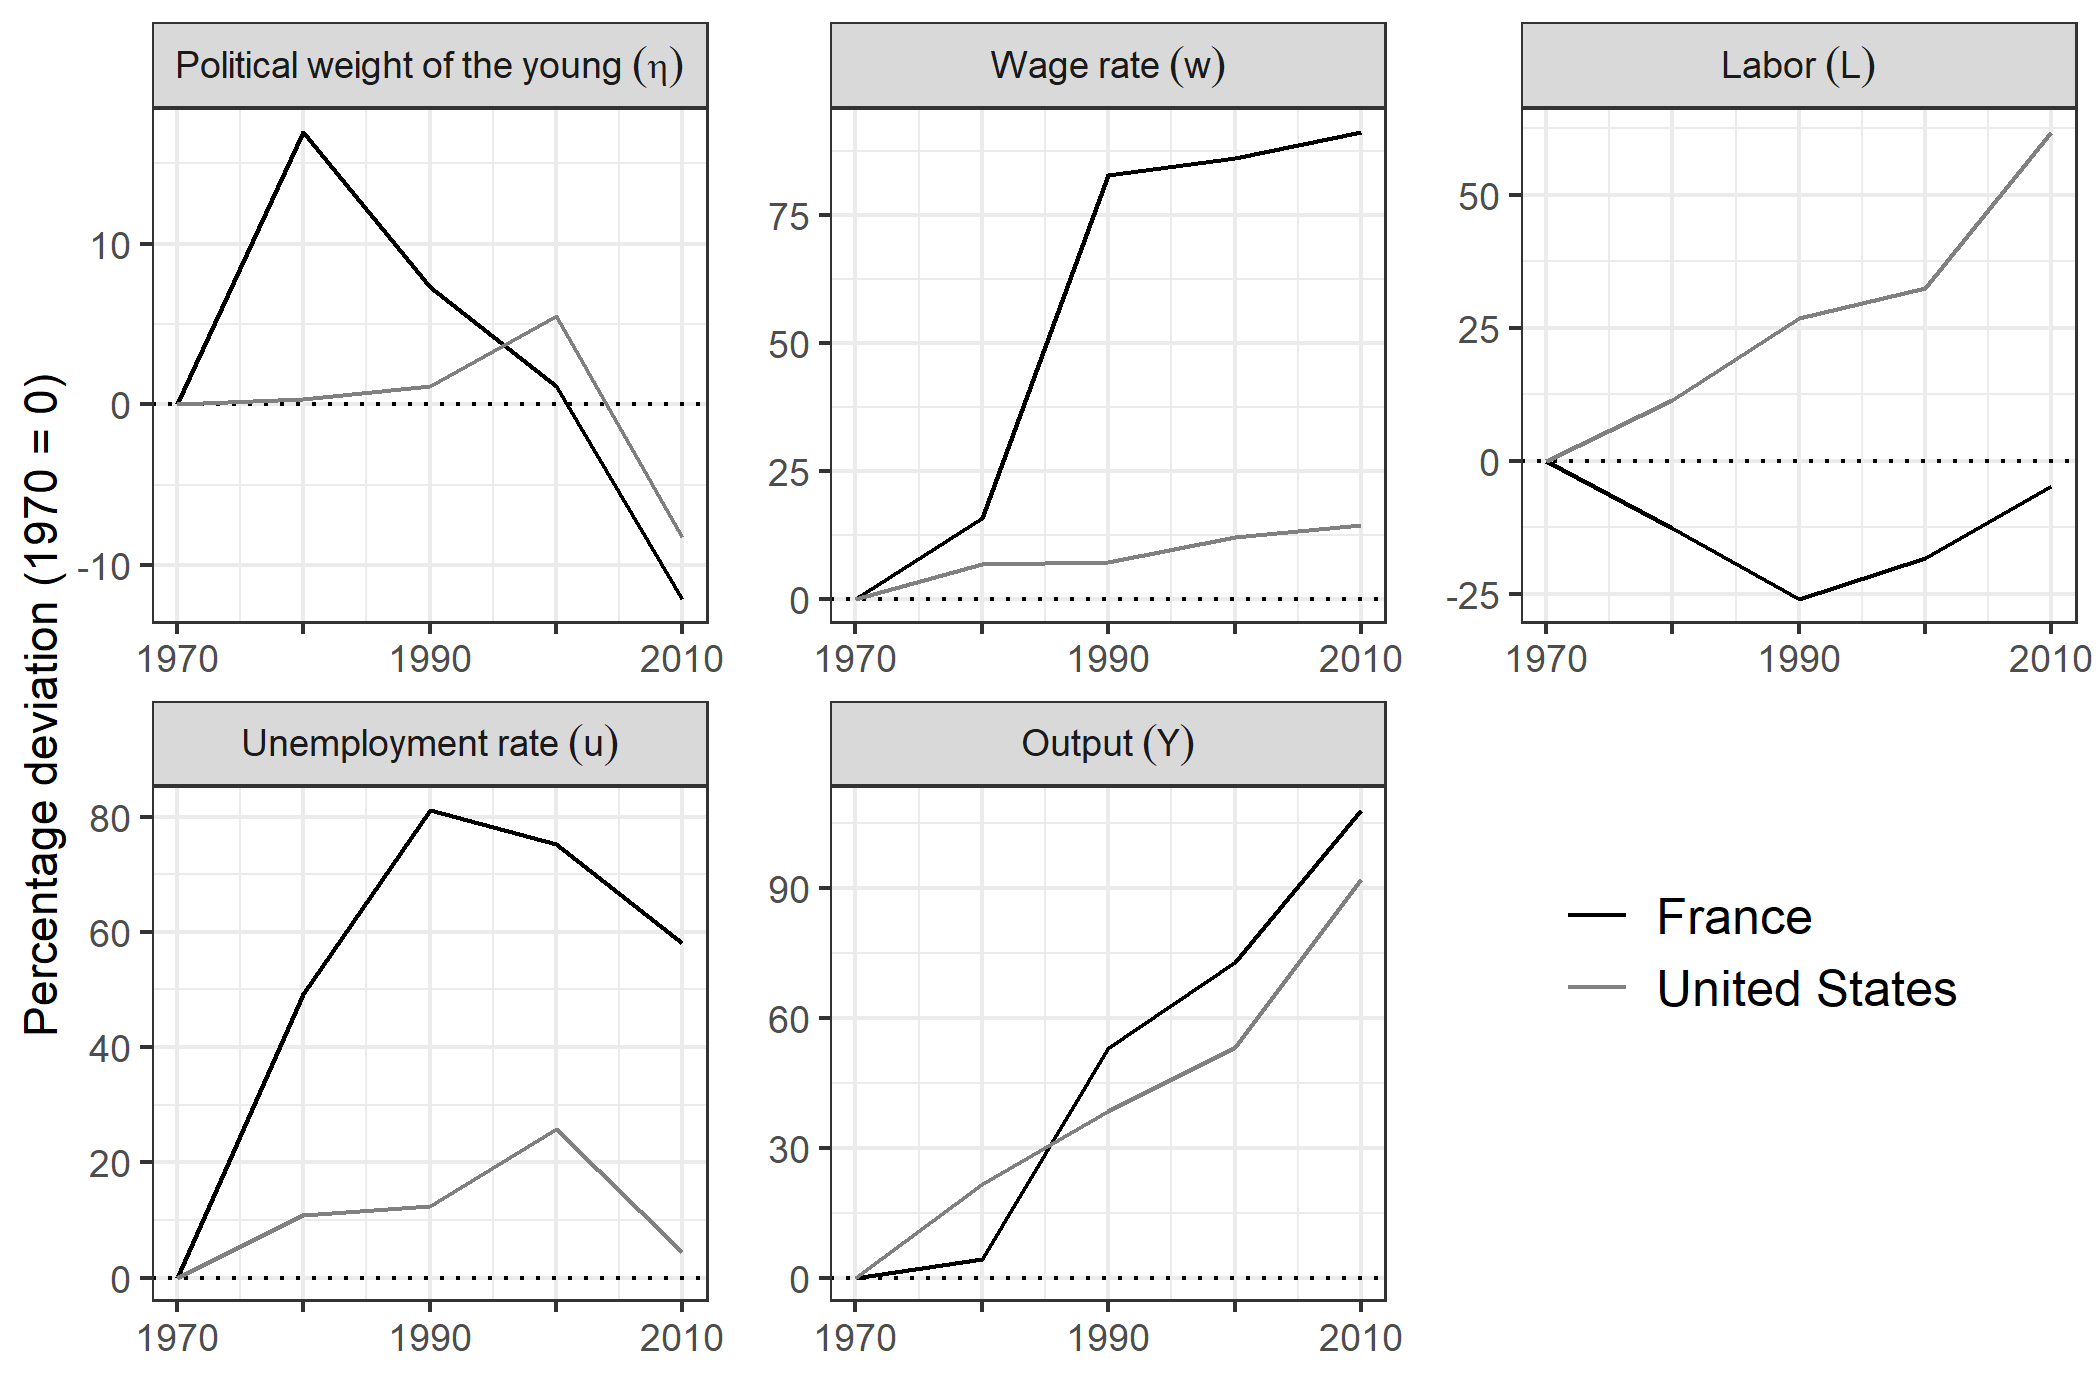 Percentage deviation (1970 = 0)
Political weight of the young (η)
10
0
-10
1970 1990 2010
Wage rate (w)
75
50
25
0
1970 1990 2010
Labor (L)
50
25
0
-25
1970 1990 2010
Unemployment rate (u)
80
60
40
20
0
1970 1990 2010
Output (Y)
90
60
30
0
1970 1990 2010
France
United States